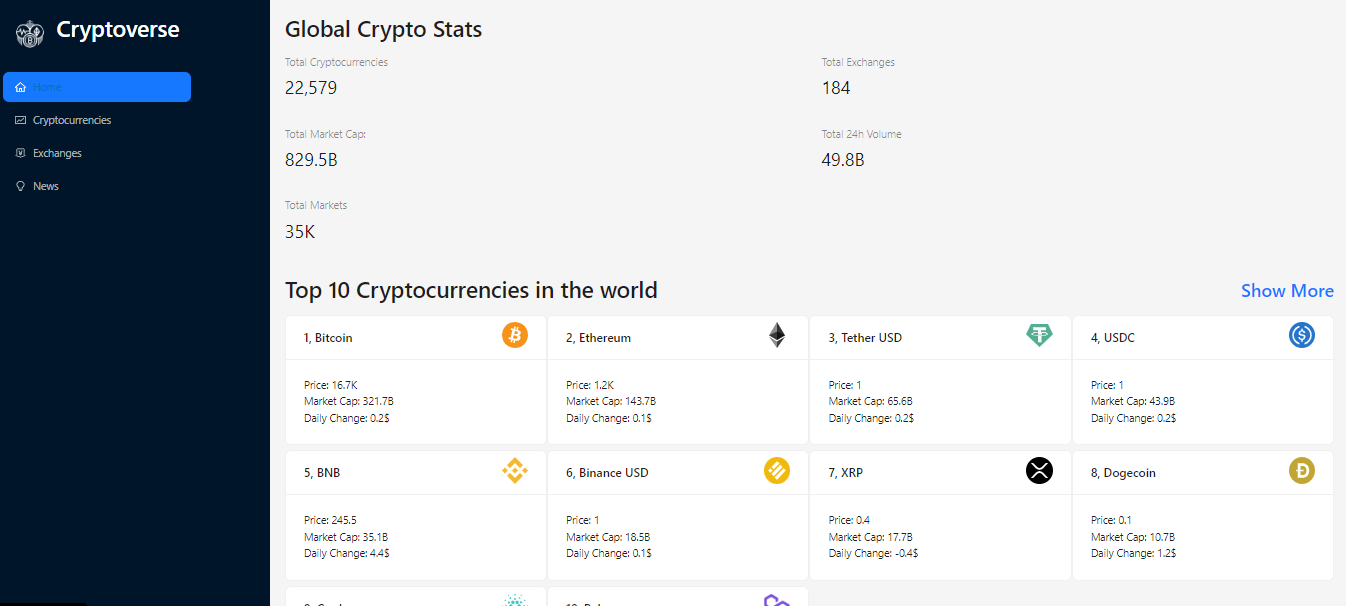 Cryptoverse
Home
Cryptocurrencies
Exchanges
News
Global Crypto Stats
Total Cryptocurrencies
22,579
Total Exchanges
184
Total Market Cap:
829.5B
Total 24h Volume
49.8B
Total Markets
35K
Top 10 Cryptocurrencies in the world
Show More
1, Bitcoin
Price: 16.7K
Market Cap: 321.7B
Daily Change: 0.2$
2, Ethereum
Price: 1.2K
Market Cap: 143.7B
Daily Change: 0.1$
3, Tether USD
Price: 1
Market Cap: 65.6B
Daily Change: 0.2$
4, USDC
Price: 1
Market Cap: 43.9B
Daily Change: 0.2$
5, BNB
Price: 245.5
Market Cap: 35.1B
Daily Change: 4.4$
6, Binance USD
Price: 1
Market Cap: 18.5B
Daily Change: 0.1$
7, XRP
Price: 0.4
Market Cap: 17.7B
Daily Change: -0.4$
8, Dogecoin
Price: 0.1
Market Cap: 10.7B
Daily Change: 1.2$